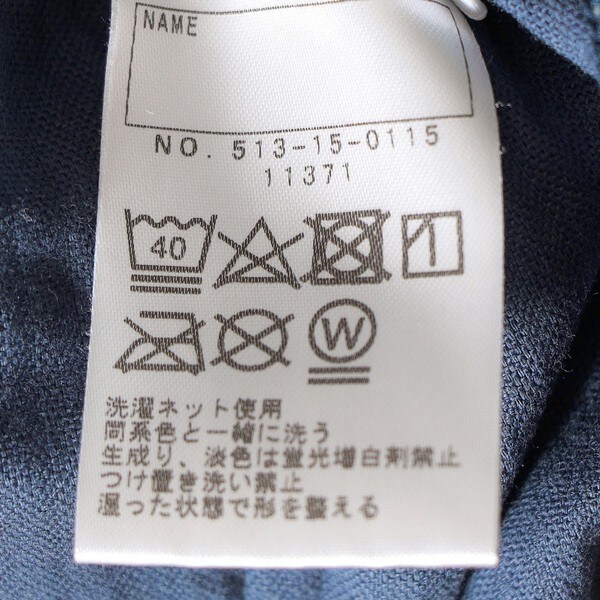 NAME
NO. 513-15-0115
11371
40
W
洗濯ネット使用
同系色と一緒に洗う
生成り、淡色は蛍光増白剤禁止
つけ置き洗い禁止
湿った状態で形を整える